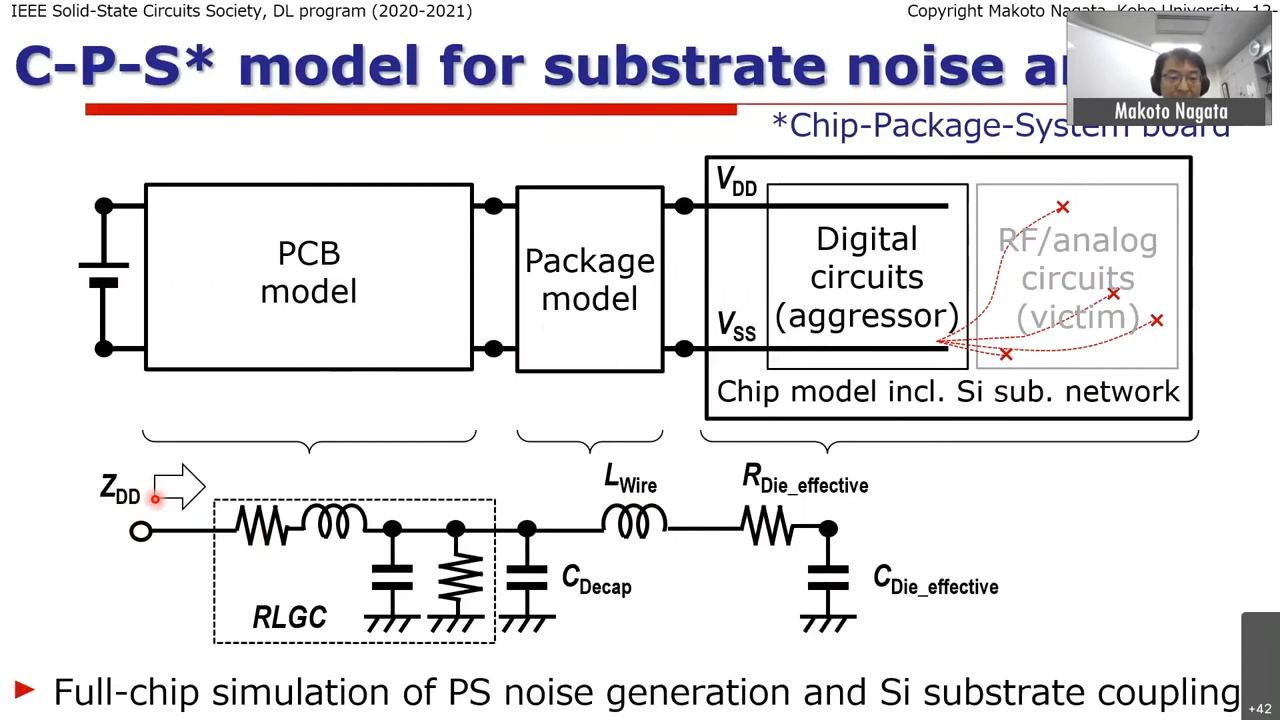 IEEE Solid-State Circuits Society, DL program (2020-2021)
Copyright Makoto Nagata, Kobe University
C-P-S* model for substrate noise
Makoto Nagata
*Chip-Package-System board
VDD
PCB
model
Package
model
Digital
circuits
(aggressor)
RF/analog
circuits
(victim)
VSS
Chip model incl. Si sub. network
ZDD
LWire
RDie_effective
CDecap
CDie_effective
RLGC
► Full-chip simulation of PS noise generation and Si substrate coupling
+42